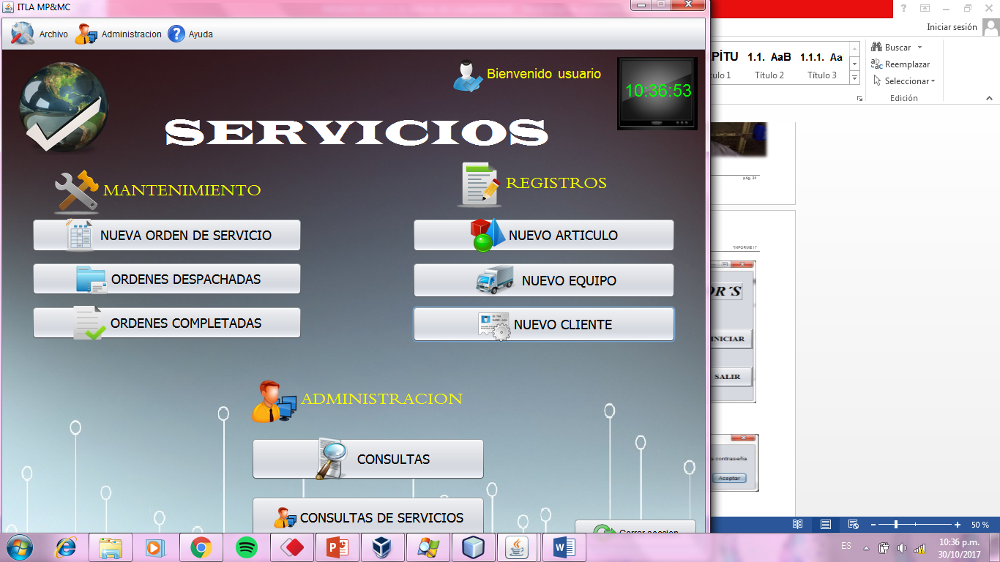 ITLA MP&MC
Archivo Administracion Ayuda
Bienvenido usuario
10:36:53
SERVICIOS
MANTENIMIENTO
REGISTROS
NUEVA ORDEN DE SERVICIO
NUEVO ARTICULO
ORDENES DESPACHADAS
NUEVO EQUIPO
ORDENES COMPLETADAS
NUEVO CLIENTE
ADMINISTRACION
CONSULTAS
CONSULTAS DE SERVICIOS
Cerrar seccion
Iniciar sesión
PÍTU 1.1. AaB 1.1.1. Aa
ulo 1 Título 2 Título 3
Buscar
Reemplazar
Seleccionar
Edición
pág. 24
"INFORME II"
OR´S
INICIAR
SALIR
a contraseña
Aceptar
50 %
ES
10:36 p.m.
30/10/2017